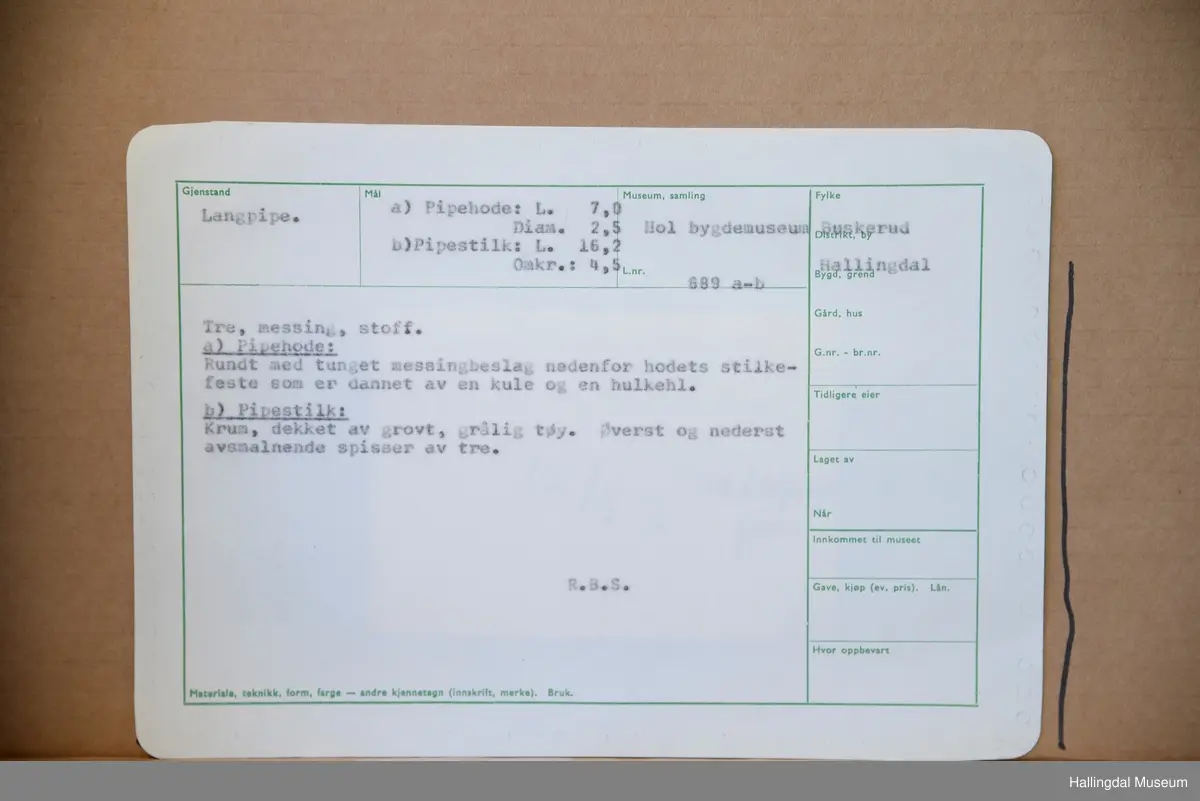 Gjenstand
Langpipe.
Mål
a) Pipehode: L. 7,0
Diam. 2,5
b)Pipestilk: L. 16,2
Omkr.: 4,5
Museum, samling
Hol bygdemuseum
L.nr.
689 a-b
Fylke
Buskerud
Distrikt, by
Hallingdal
Bygd, grend
Gård, hus
G.nr. - br.nr.
Tidligere eier
Laget av
Når
Innkommet til museet
Gave, kjøp (ev. pris). Lån.
Hvor oppbevart
Tre, messing, stoff.
a) Pipehode:
Rundt med tunget messingbeslag nedenfor hodets stilke-
feste som er dannet av en kule og en hulkehl.
b) Pipestilk:
Krum, dekket av grovt, grålig tøy. Øverst og nederst
avsmalnende spisser av tre.
R.B.S.
Materiale, teknikk, form, farge — andre kjennetegn (innskrift, merke). Bruk.
Hallingdal Museum